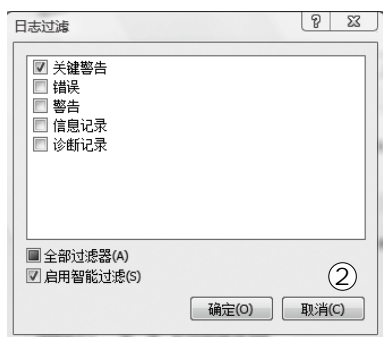 日志过滤
关键警告
错误
警告
信息记录
诊断记录
全部过滤器(A)
启用智能过滤(S)
②
确定(O) 取消(C)